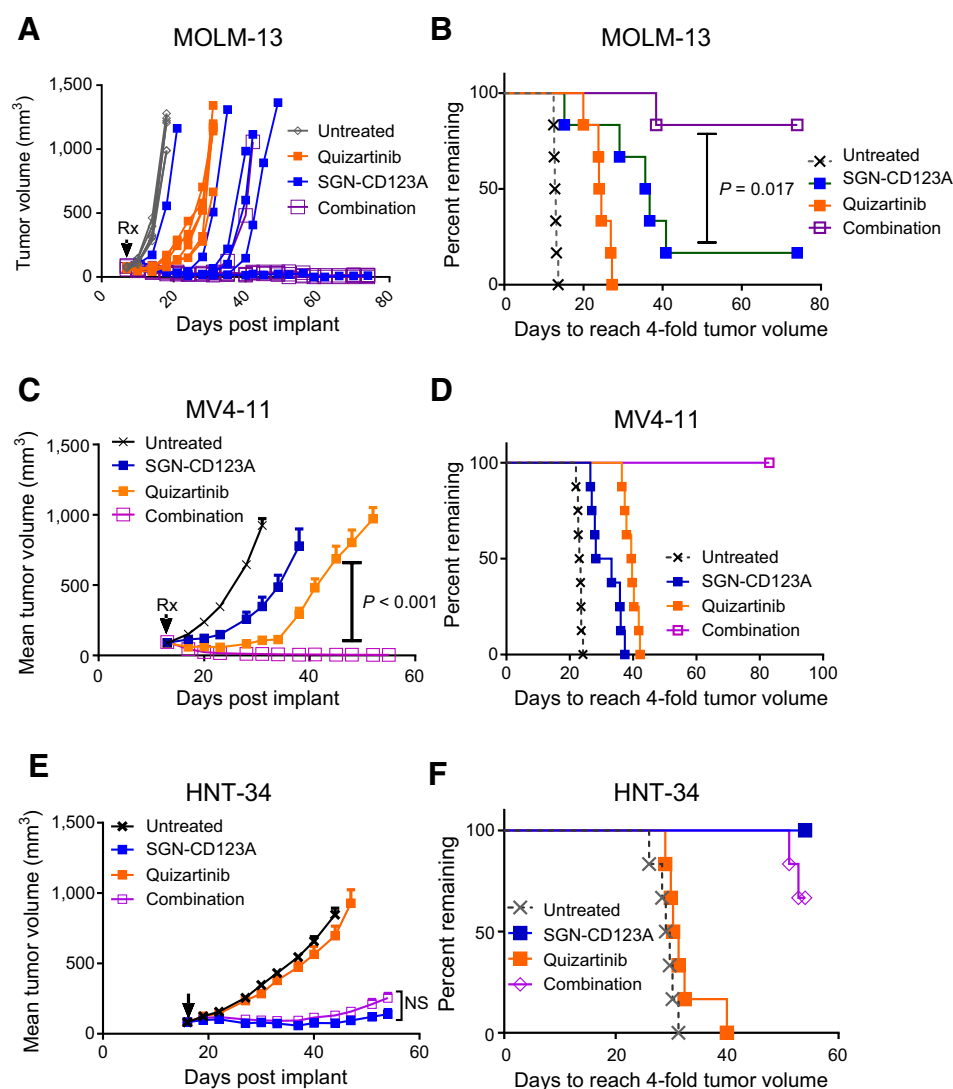 A
MOLM-13
Tumor volume (mm³)
1,500
1,000
500
0
Rx
Untreated
Quizartinib
SGN-CD123A
Combination
0
20
40
60
80
Days post implant
B
MOLM-13
Percent remaining
100
50
0
P = 0.017
Untreated
SGN-CD123A
Quizartinib
Combination
0
20
40
60
80
Days to reach 4-fold tumor volume
C
MV4-11
Mean tumor volume (mm³)
1,500
1,000
500
0
Untreated
SGN-CD123A
Quizartinib
Combination
Rx
P < 0.001
0
20
40
60
Days post implant
D
MV4-11
Percent remaining
100
50
0
Untreated
SGN-CD123A
Quizartinib
Combination
0
20
40
60
80
100
Days to reach 4-fold tumor volume
E
HNT-34
Mean tumor volume (mm³)
1,500
1,000
500
0
Untreated
SGN-CD123A
Quizartinib
Combination
NS
0
20
40
60
Days post implant
F
HNT-34
Percent remaining
100
50
0
Untreated
SGN-CD123A
Quizartinib
Combination
0
20
40
60
Days to reach 4-fold tumor volume